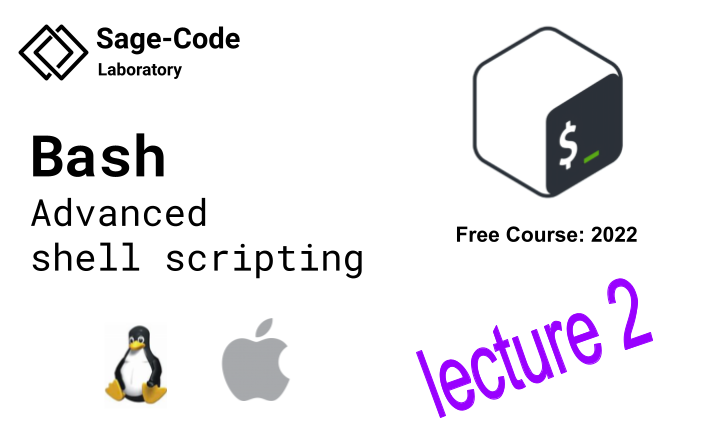 Sage-Code
Laboratory
Bash
Advanced
shell scripting
$_
Free Course: 2022
lecture 2